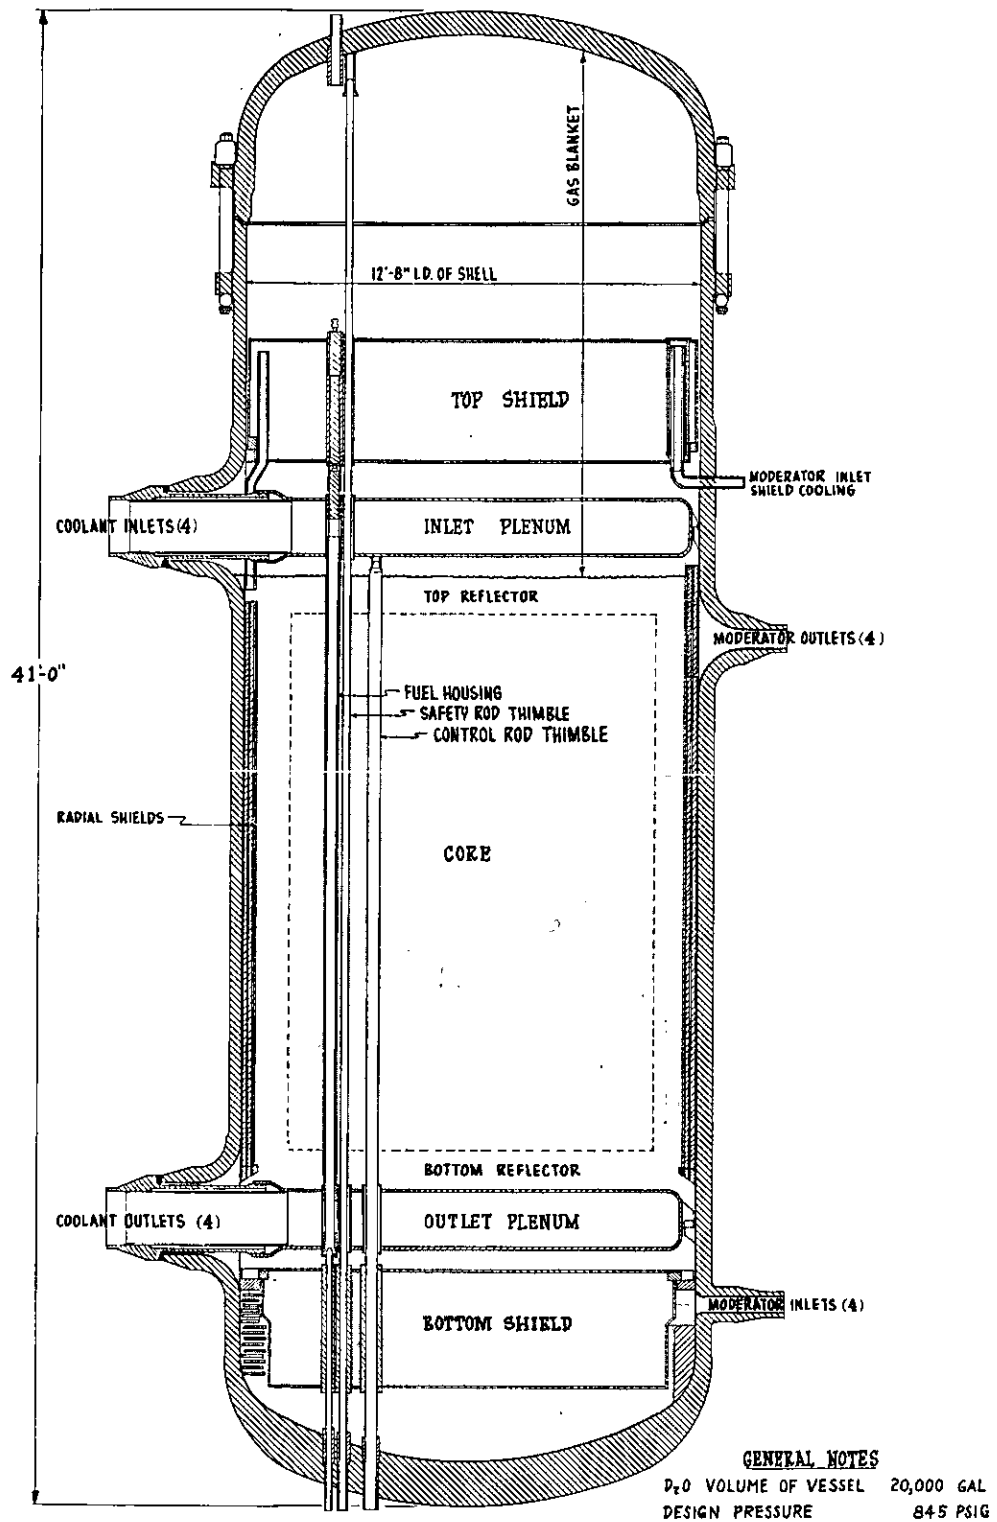 GAS BLANKET
12'-8" I.D. OF SHELL
TOP SHIELD
MODERATOR INLET
SHIELD COOLING
COOLANT INLETS (4)
INLET PLENUM
TOP REFLECTOR
MODERATOR OUTLETS (4)
41'-0"
FUEL HOUSING
SAFETY ROD THIMBLE
CONTROL ROD THIMBLE
RADIAL SHIELDS
CORE
BOTTOM REFLECTOR
COOLANT OUTLETS (4)
OUTLET PLENUM
MODERATOR INLETS (4)
BOTTOM SHIELD
GENERAL NOTES
D₂O VOLUME OF VESSEL 20,000 GAL
DESIGN PRESSURE 845 PSIG